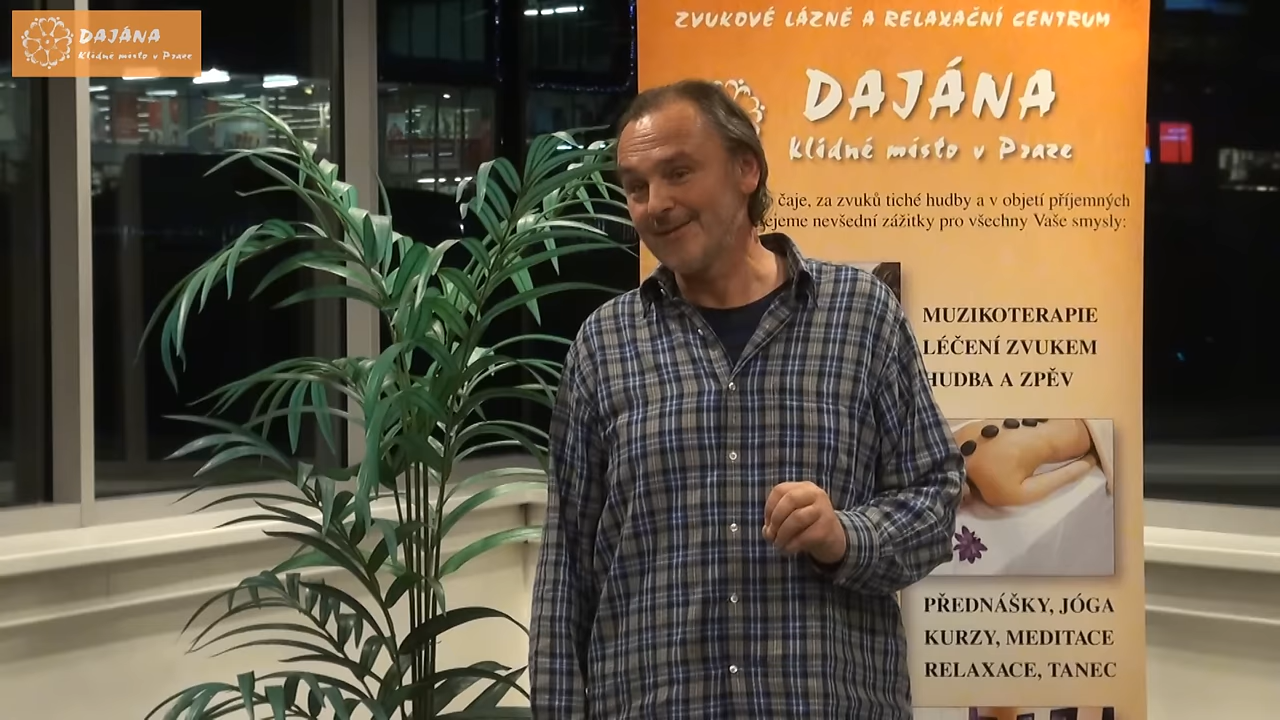 DAJÁNA
Klidné místo v Praze
ZVUKOVÉ LÁZNĚ A RELAXAČNÍ CENTRUM
DAJÁNA
Klidné místo v Praze
čaje, za zvuků tiché hudby a v objetí příjemných
nevšední zážitky pro všechny Vaše smysly:
MUZIKOTERAPIE
LÉČENÍ ZVUKEM
HUDBA A ZPĚV
PŘEDNÁŠKY, JÓGA
KURZY, MEDITACE
RELAXACE, TANEC